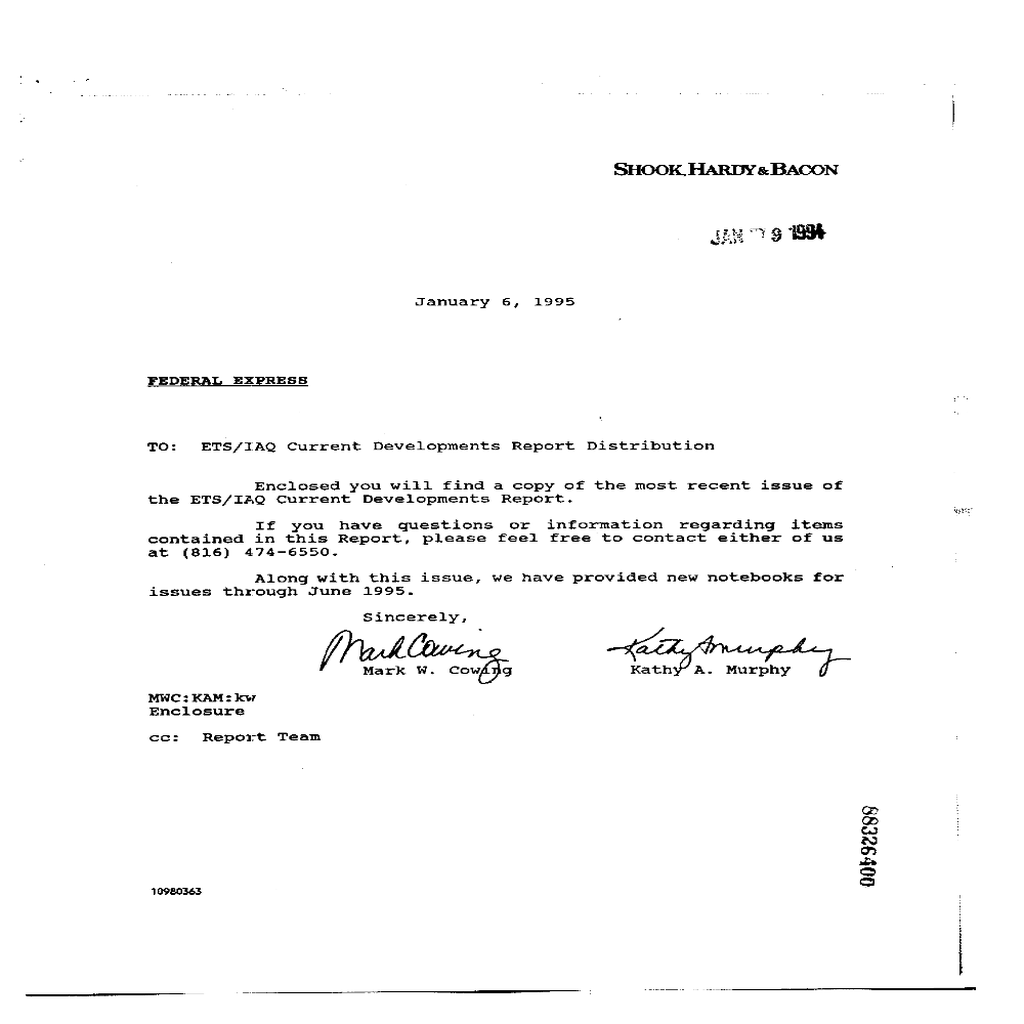 SHOOK, HARDY & BACON
JAN 9 1994
January 6, 1995
FEDERAL EXPRESS
TO: ETS/IAQ Current Developments Report Distribution
Enclosed you will find a copy of the most recent issue of
the ETS/IAQ Current Developments Report.
If you have questions or information regarding items
contained in this Report, please feel free to contact either of us
at (816) 474-6550.
Along with this issue, we have provided new notebooks for
issues through June 1995.
Sincerely,
Mark Cowing Kathy A Murphy
Mark W. Cowing Kathy A. Murphy
MWC:KAM:kw
Enclosure
cc: Report Team
88326400
10980363